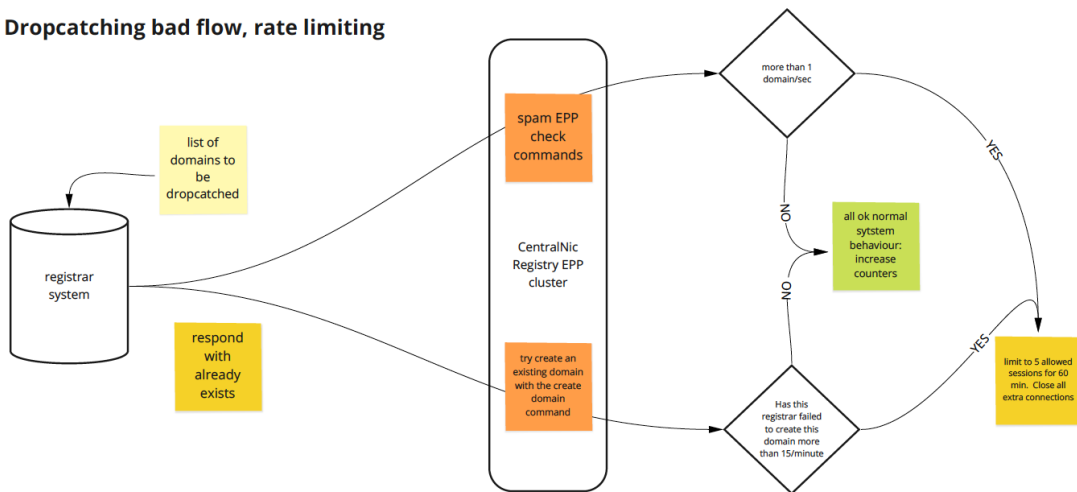 Dropcatching bad flow, rate limiting
list of
domains to
be
dropcatched
registrar
system
respond
with
already
exists
spam EPP
check
commands
CentralNic
Registry EPP
cluster
try create an
existing domain
with the create
domain
command
more than 1
domain/sec
YES
NO
all ok normal
sytstem
behaviour:
increase
counters
NO
YES
Has this
registrar failed
to create this
domain more
than 15/minute
limit to 5 allowed
sessions for 60
min. Close all
extra connections